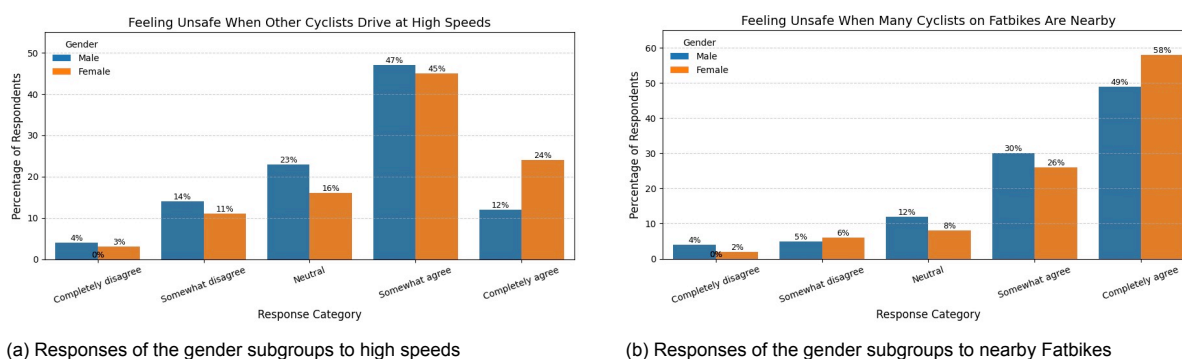 Feeling Unsafe When Other Cyclists Drive at High Speeds
Gender
Male
Female
Percentage of Respondents
50
40
30
20
10
0
4%
0%
3%
14%
11%
23%
16%
47%
45%
12%
24%
Completely disagree
Somewhat disagree
Neutral
Somewhat agree
Completely agree
Response Category
(a) Responses of the gender subgroups to high speeds
Feeling Unsafe When Many Cyclists on Fatbikes Are Nearby
Gender
Male
Female
Percentage of Respondents
60
50
40
30
20
10
0
4%
0%
2%
5%
6%
12%
8%
30%
26%
49%
58%
Completely disagree
Somewhat disagree
Neutral
Somewhat agree
Completely agree
Response Category
(b) Responses of the gender subgroups to nearby Fatbikes